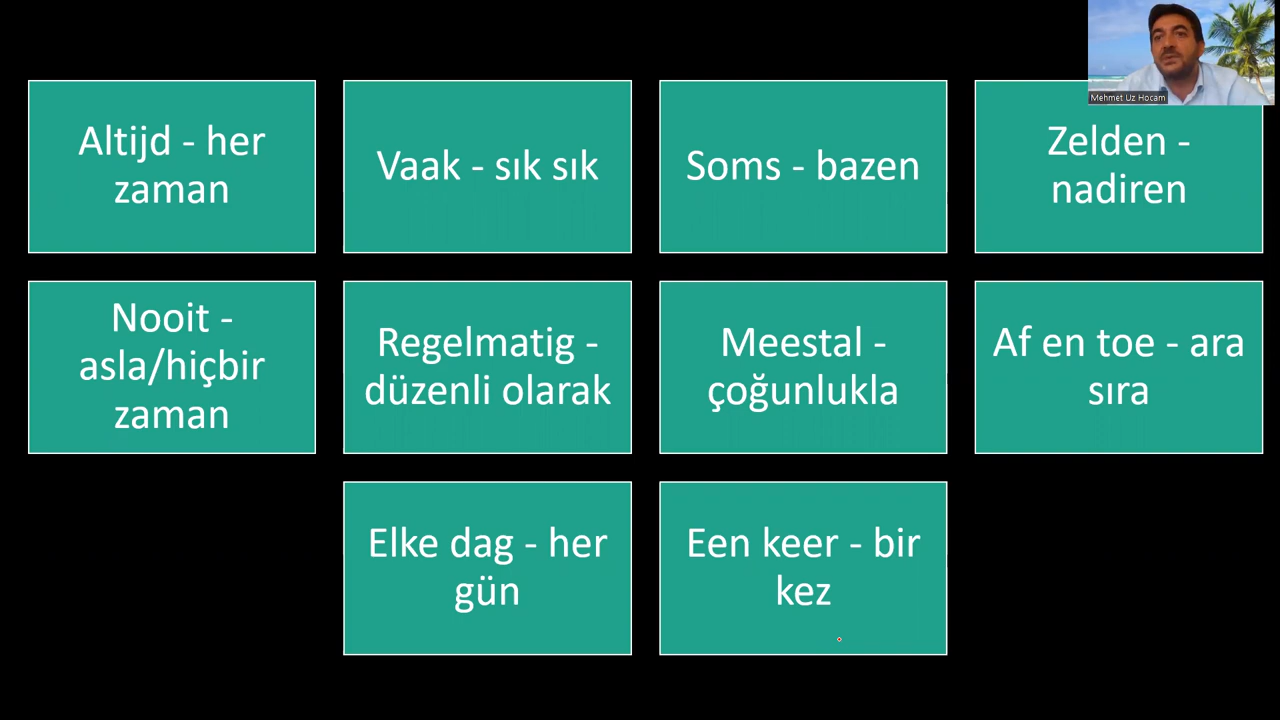 Mehmet Uz Hocam
Altijd - her
zaman
Vaak - sık sık
Soms - bazen
Zelden -
nadiren
Nooit -
asla/hiçbir
zaman
Regelmatig -
düzenli olarak
Meestal -
çoğunlukla
Af en toe - ara
sıra
Elke dag - her
gün
Een keer - bir
kez